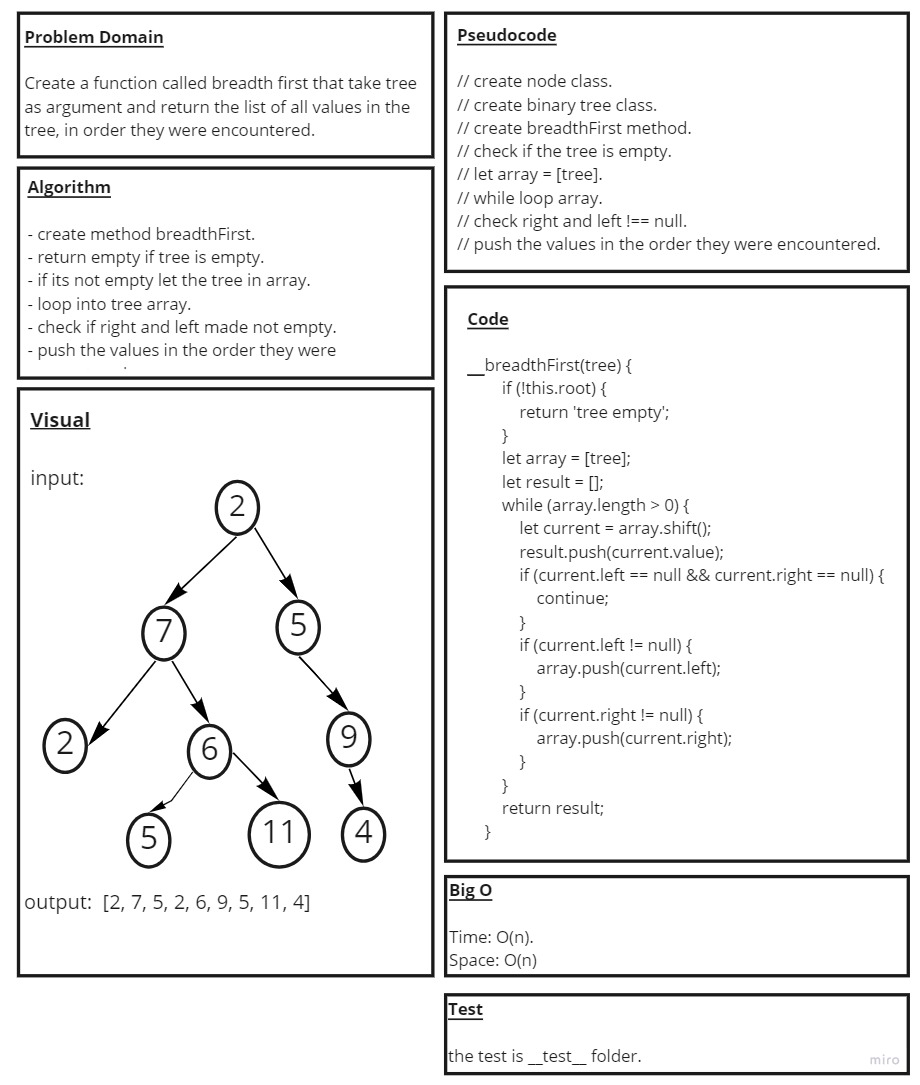 Problem Domain
Create a function called breadth first that take tree
as argument and return the list of all values in the
tree, in order they were encountered.
Algorithm
- create method breadthFirst.
- return empty if tree is empty.
- if its not empty let the tree in array.
- loop into tree array.
- check if right and left made not empty.
- push the values in the order they were
Visual
input:
2
7
5
2
6
9
5
11
4
output:  [2, 7, 5, 2, 6, 9, 5, 11, 4]
Pseudocode
// create node class.
// create binary tree class.
// create breadthFirst method.
// check if the tree is empty.
// let array = [tree].
// while loop array.
// check right and left !== null.
// push the values in the order they were encountered.
Code
__breadthFirst(tree) {
if (!this.root) {
return 'tree empty';
}
let array = [tree];
let result = [];
while (array.length > 0) {
let current = array.shift();
result.push(current.value);
if (current.left == null && current.right == null) {
continue;
}
if (current.left != null) {
array.push(current.left);
}
if (current.right != null) {
array.push(current.right);
}
}
return result;
}
Big O
Time: O(n).
Space: O(n)
Test
the test is __test__ folder.
miro